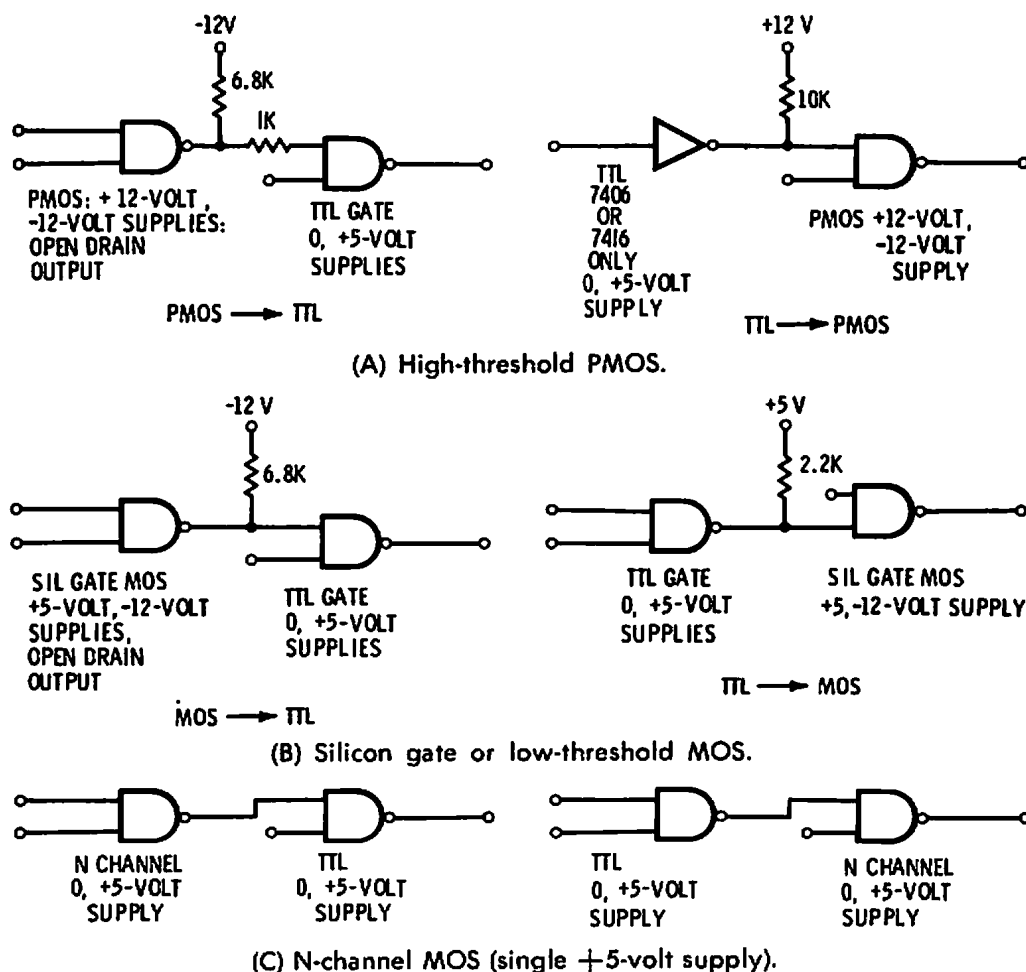 -12V
6.8K
1K
PMOS: + 12-VOLT,
-12-VOLT SUPPLIES:
OPEN DRAIN
OUTPUT
TTL GATE
0, +5-VOLT
SUPPLIES
PMOS → TTL
+12 V
10K
TTL
7406
OR
7416
ONLY
0, +5-VOLT
SUPPLY
PMOS +12-VOLT,
-12-VOLT
SUPPLY
TTL → PMOS
(A) High-threshold PMOS.
-12 V
6.8K
SIL GATE MOS
+5-VOLT, -12-VOLT
SUPPLIES,
OPEN DRAIN
OUTPUT
TTL GATE
0, +5-VOLT
SUPPLIES
MOS → TTL
+5 V
2.2K
TTL GATE
0, +5-VOLT
SUPPLIES
SIL GATE MOS
+5, -12-VOLT SUPPLY
TTL → MOS
(B) Silicon gate or low-threshold MOS.
N CHANNEL
0, +5-VOLT
SUPPLY
TTL
0, +5-VOLT
SUPPLY
TTL
0, +5-VOLT
SUPPLY
N CHANNEL
0, +5-VOLT
SUPPLY
(C) N-channel MOS (single +5-volt supply).